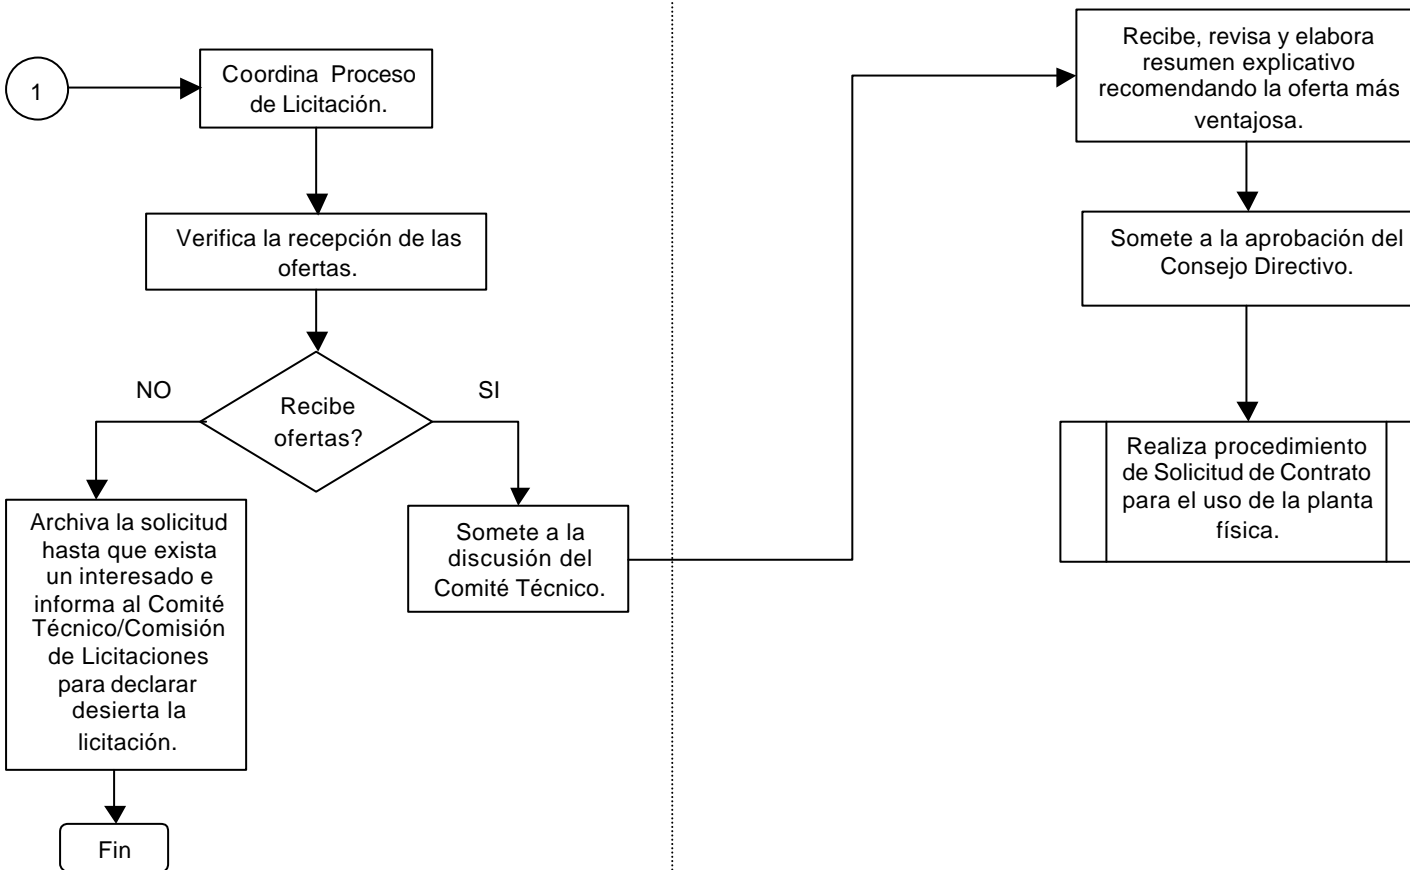 1
Coordina Proceso
de Licitación.
Verifica la recepción de las
ofertas.
NO
SI
Recibe
ofertas?
Archiva la solicitud
hasta que exista
un interesado e
informa al Comité
Técnico/Comisión
de Licitaciones
para declarar
desierta la
licitación.
Somete a la
discusión del
Comité Técnico.
Fin
Recibe, revisa y elabora
resumen explicativo
recomendando la oferta más
ventajosa.
Somete a la aprobación del
Consejo Directivo.
Realiza procedimiento
de Solicitud de Contrato
para el uso de la planta
física.